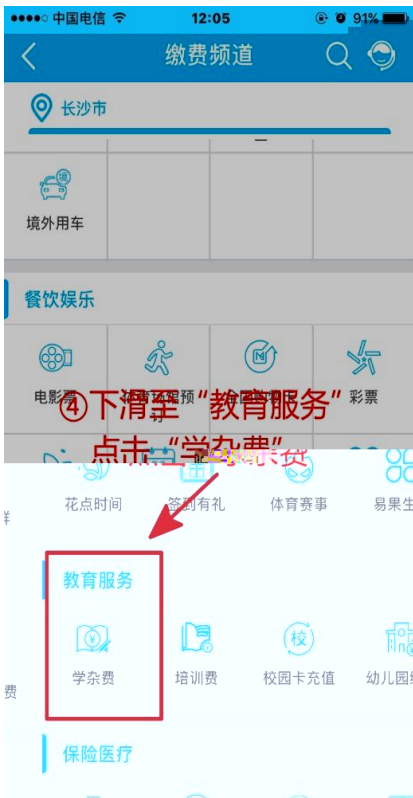 中国电信 12:05 91%
缴费频道
长沙市
境外用车
餐饮娱乐
电影票 彩票
④下滑至“教育服务”
点击“学杂费”
花点时间 签到有礼 体育赛事 易果生
教育服务
学杂费 培训费 校园卡充值 幼儿园
费
保险医疗